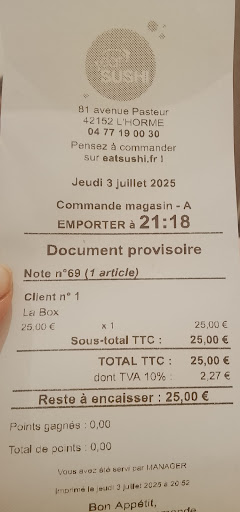 SUSHI
81 avenue Pasteur
42152 L'HORME
04 77 19 00 30
Pensez à commander
sur eatsushi.fr !
Jeudi 3 juillet 2025
Commande magasin - A
EMPORTER à 21:18
Document provisoire
Note n°69 (1 article)
Client n° 1
La Box
25,00 € x 1 25,00 €
Sous-total TTC : 25,00 €
TOTAL TTC : 25,00 €
dont TVA 10% : 2,27 €
Reste à encaisser : 25,00 €
Points gagnés : 0,00
Total de points : 0,00
Vous avez été servi par MANAGER
Imprimé le jeudi 3 juillet 2025 à 20:52
Bon Appétit,